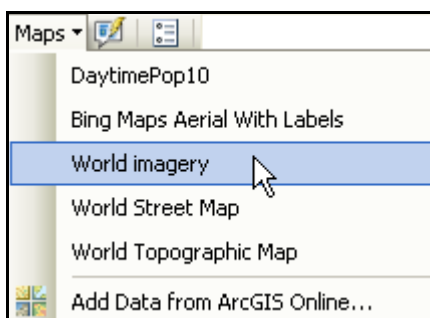 Maps
DaytimePop10
Bing Maps Aerial With Labels
World imagery
World Street Map
World Topographic Map
Add Data from ArcGIS Online...